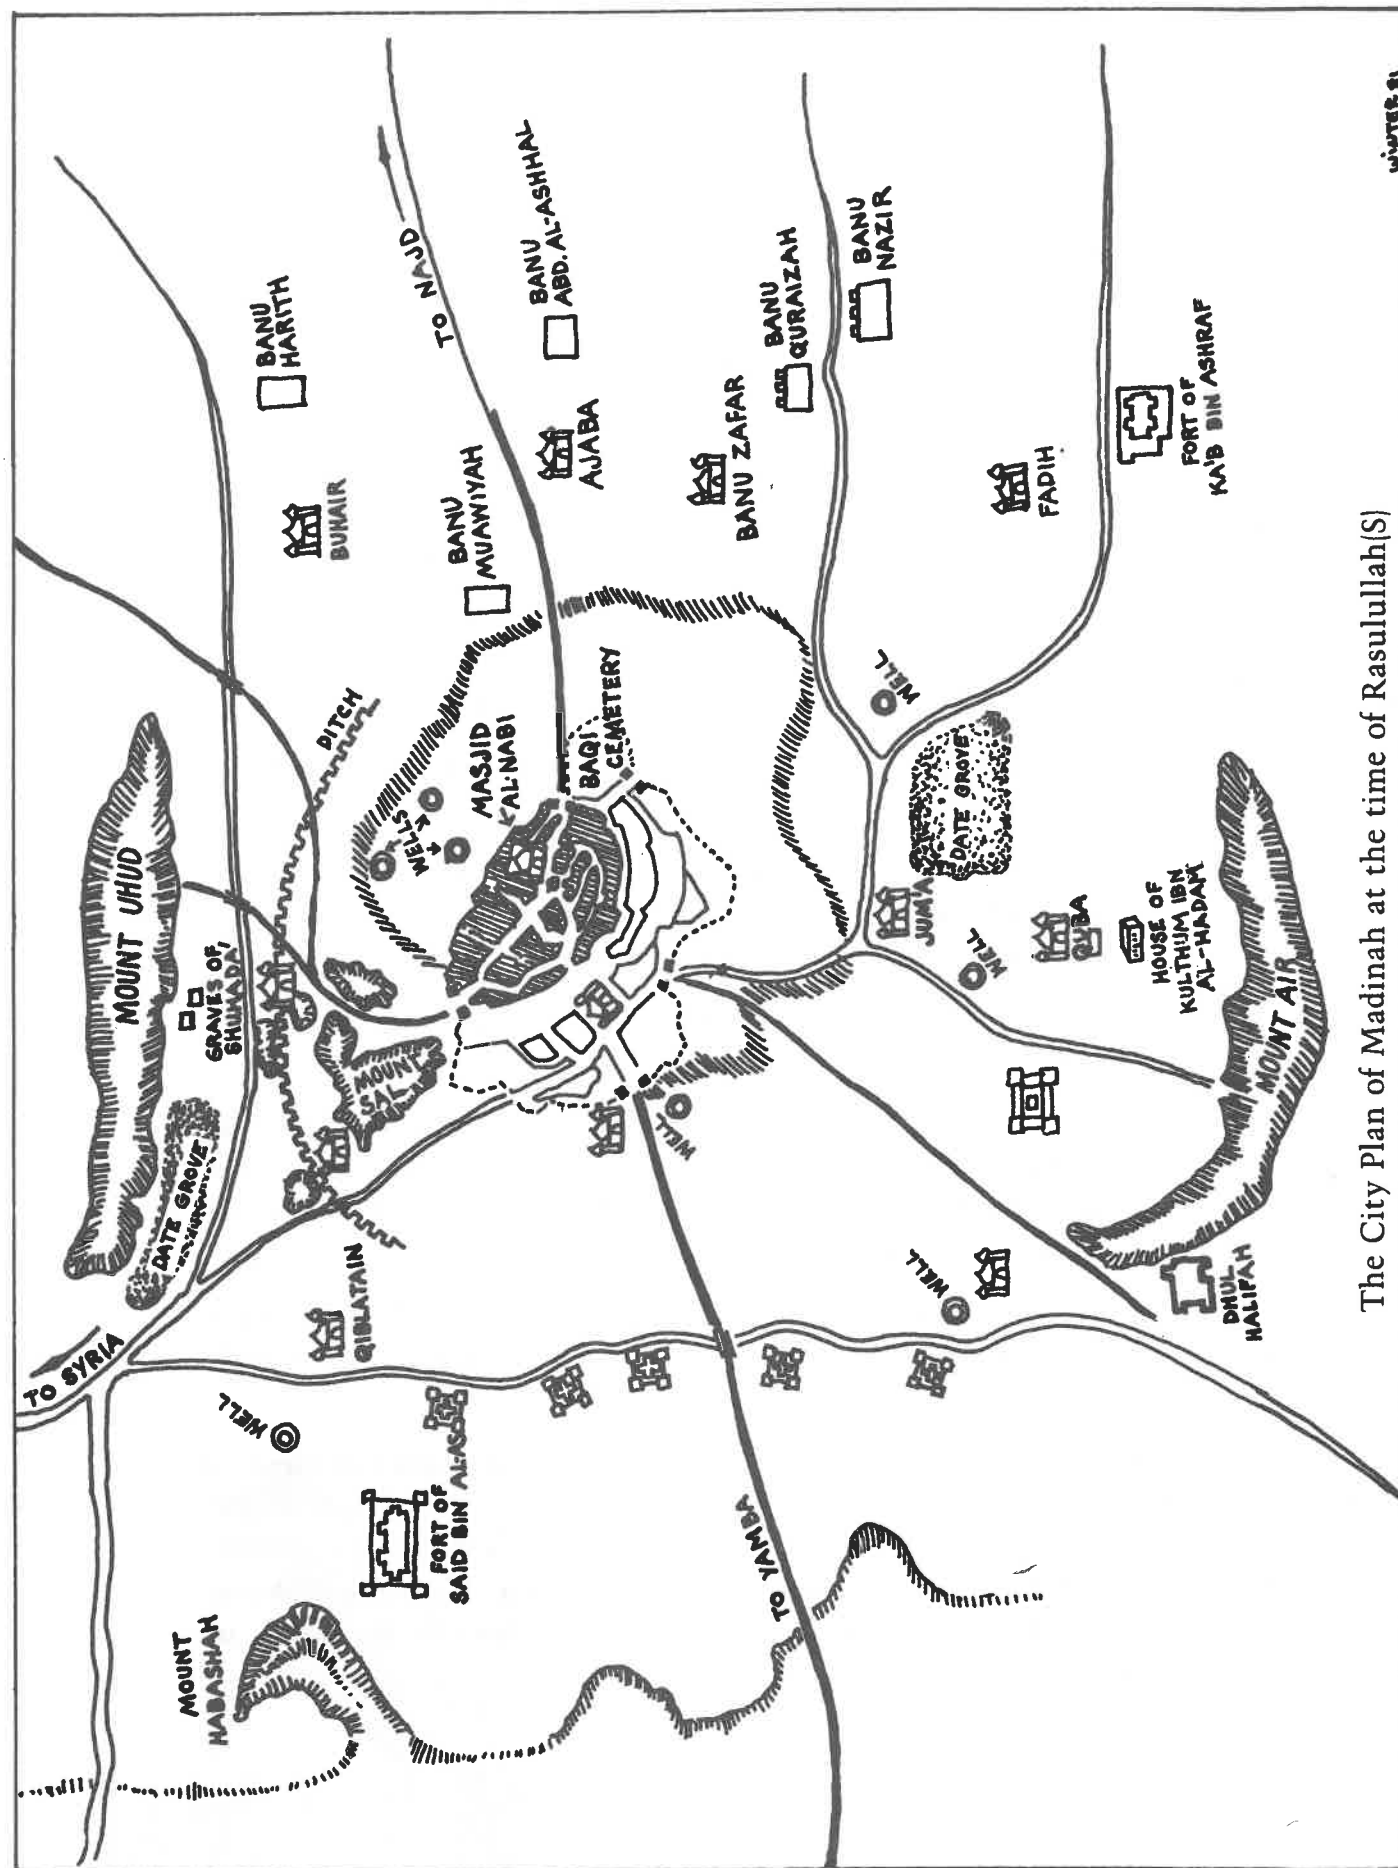 TO SYRIA
MOUNT UHUD
DATE GROVE
GRAVES OF
SHUHADA'
DITCH
MOUNT
SAL
QIBLATAIN
WELL
FORT OF
SAID BIN AL-AS
MOUNT
HABASHAH
BANU
HARITH
BUHAIR
TO NAJD
BANU
MUAWIYAH
BANU
ABD. AL-ASHHAL
AJABA
WELLS
MASJID
AL-NABI
BAQI
CEMETERY
BANU ZAFAR
BANU
QURAIZAH
BANU
NAZIR
WELL
TO YAMBA
WELL
DATE GROVE
JUM'A
FADIH
FORT OF
KA'B BIN ASHRAF
WELL
QUBA
HOUSE OF
KULTHUM IBN
AL-HADAM
MOUNT AIR
WELL
DHUL
HALIFAH
The City Plan of Madinah at the time of Rasulullah(S)
WINTER 81